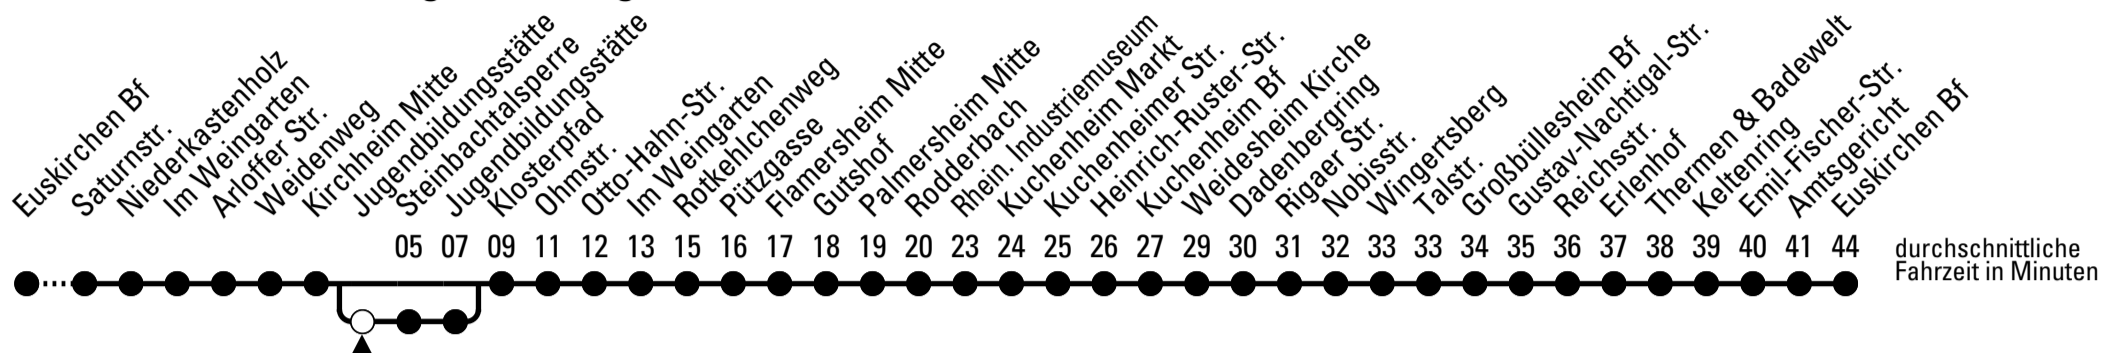 Euskirchen Bf
Saturnstr.
Niederkastenholz
Im Weingarten
Arloffer Str.
Weidenweg
Kirchheim Mitte
Jugendbildungsstätte
Steinbachtalsperre
Jugendbildungsstätte
Klosterpfad
Ohmstr.
Otto-Hahn-Str.
Im Weingarten
Rotkehlchenweg
Pützgasse
Flamersheim Mitte
Gutshof
Palmersheim Mitte
Rodderbach
Rhein. Industriemuseum
Kuchenheim Markt
Kuchenheimer Str.
Heinrich-Ruster-Str.
Kuchenheim Bf
Weidesheim Kirche
Dadenbergring
Rigaer Str.
Nobisstr.
Wingertsberg
Talstr.
Großbüllesheim Bf
Gustav-Nachtigal-Str.
Reichsstr.
Erlenhof
Thermen & Badewelt
Keltenring
Emil-Fischer-Str.
Amtsgericht
Euskirchen Bf
05 07 09 11 12 13 15 16 17 18 19 20 23 24 25 26 27 29 30 31 32 33 33 34 35 36 37 38 39 40 41 44
durchschnittliche
Fahrzeit in Minuten